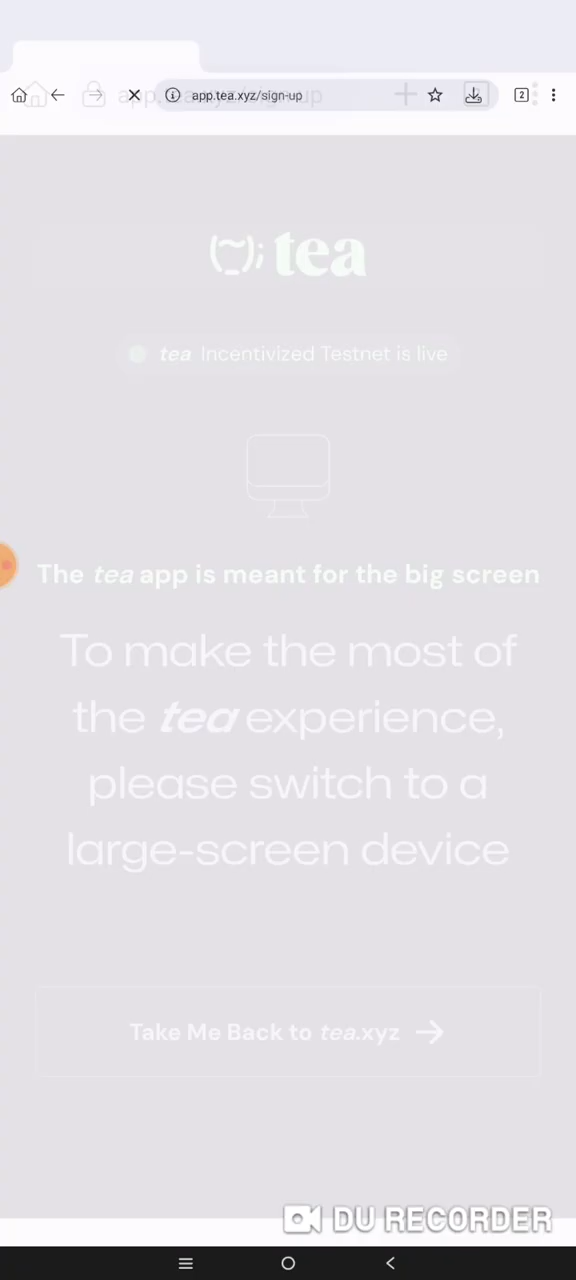 app.tea.xyz/sign-up
2
tea
tea Incentivized Testnet is live
The tea app is meant for the big screen
To make the most of
the tea experience,
please switch to a
large-screen device
Take Me Back to tea.xyz
DU RECORDER